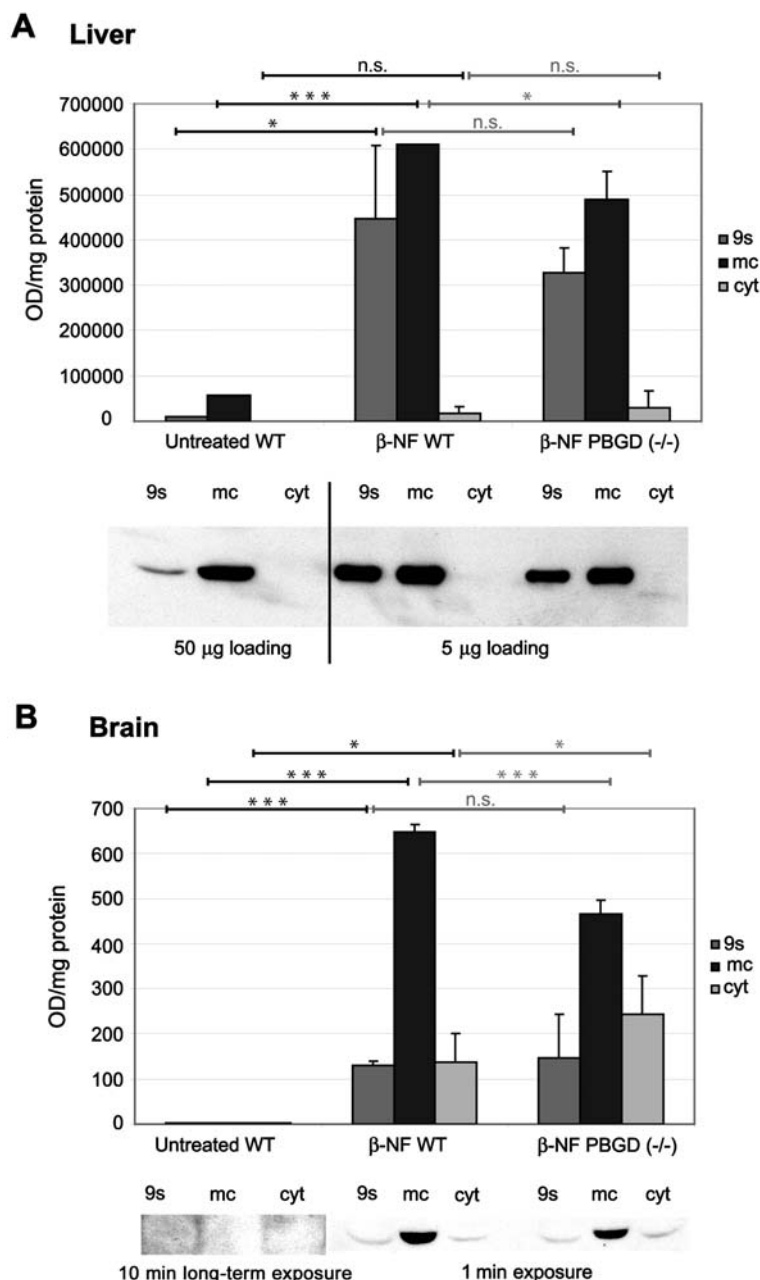 A Liver
n.s. n.s.
*** *
* n.s.
OD/mg protein
700000
600000
500000
400000
300000
200000
100000
0
9s
mc
cyt
Untreated WT β-NF WT β-NF PBGD (-/-)
9s mc cyt 9s mc cyt 9s mc cyt
50 µg loading 5 µg loading
B Brain
* *
*** ***
*** n.s.
OD/mg protein
700
600
500
400
300
200
100
0
9s
mc
cyt
Untreated WT β-NF WT β-NF PBGD (-/-)
9s mc cyt 9s mc cyt 9s mc cyt
10 min long-term exposure 1 min exposure